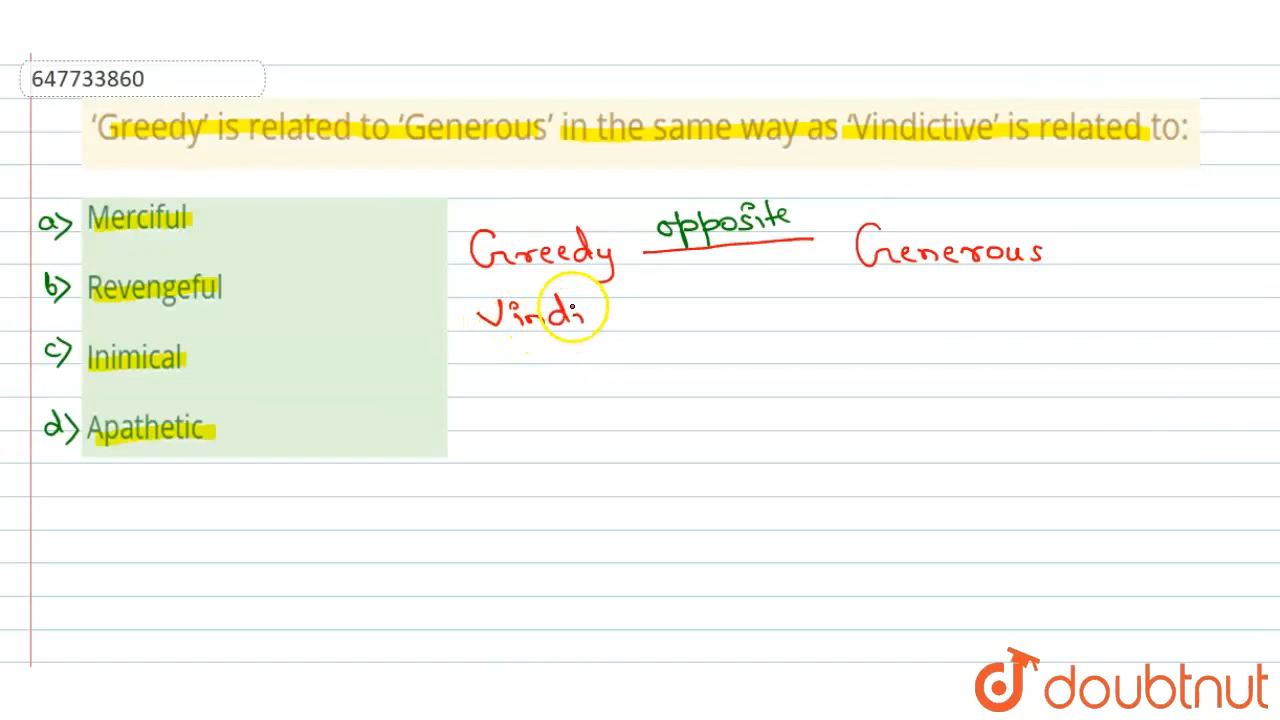 647733860
‘Greedy’ is related to ‘Generous’ in the same way as ‘Vindictive’ is related to:
a) Merciful
b) Revengeful
c) Inimical
d) Apathetic
Greedy opposite Generous
Vindi
doubtnut